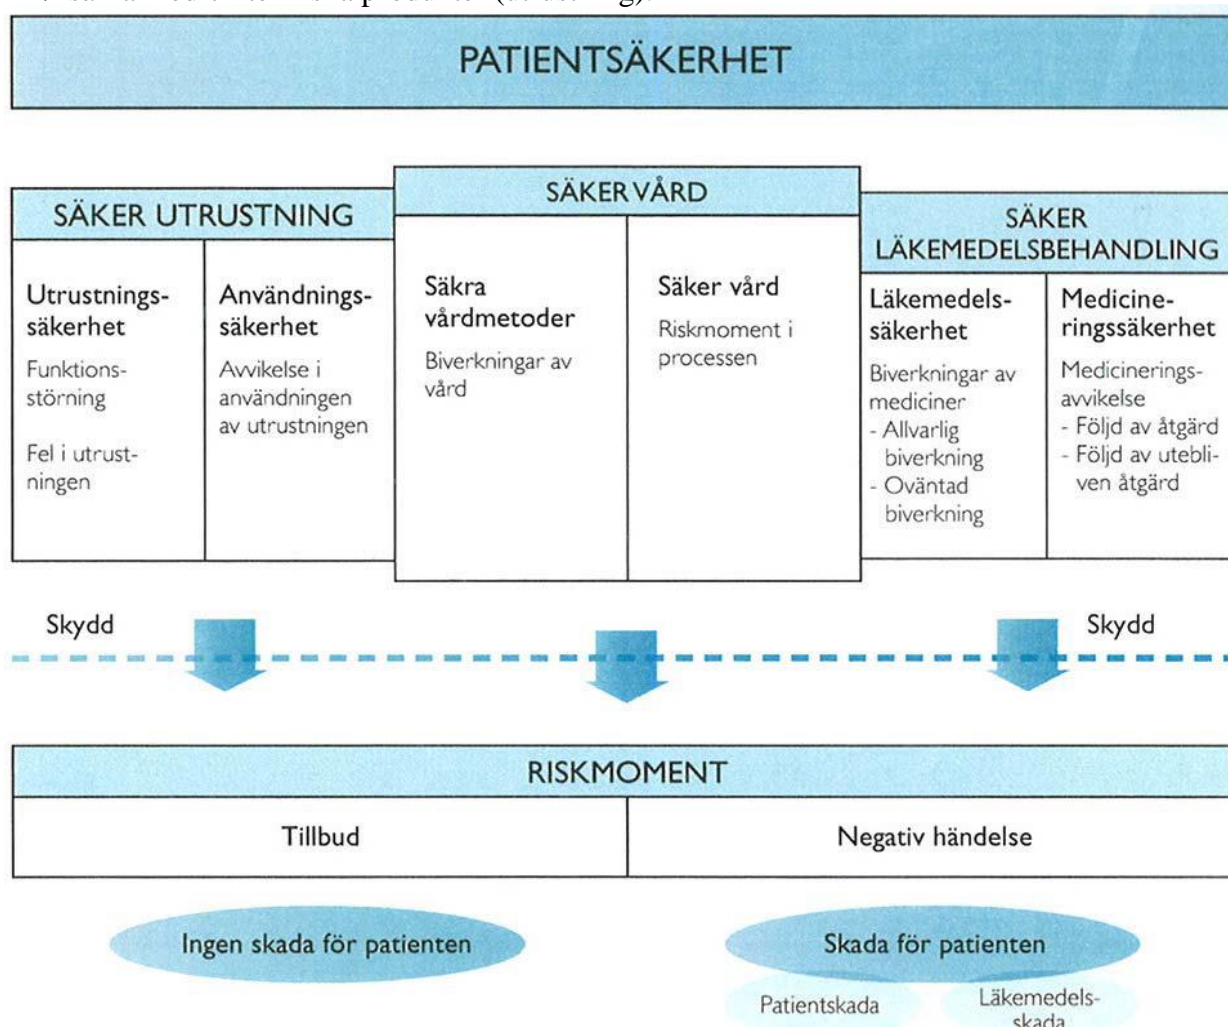 PATIENTSÄKERHET
SÄKER UTRUSTNING
Utrustnings-
säkerhet
Funktions-
störning
Fel i utrust-
ningen
Användnings-
säkerhet
Avvikelse i
användningen
av utrustningen
SÄKER VÅRD
Säkra
vårdmetoder
Biverkningar av
vård
Säker vård
Riskmoment i
processen
SÄKER
LÄKEMEDELSBEHANDLING
Läkemedels-
säkerhet
Biverkningar av
mediciner
- Allvarlig
biverkning
- Oväntad
biverkning
Medicine-
ringssäkerhet
Medicinerings-
avvikelse
- Följd av åtgärd
- Följd av utebli-
ven åtgärd
Skydd
Skydd
RISKMOMENT
Tillbud
Negativ händelse
Ingen skada för patienten
Skada för patienten
Patientskada
Läkemedels-
skada